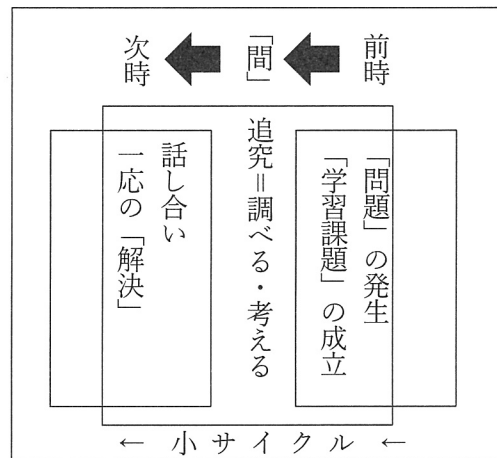 前時
「間」
次時
「問題」の発生
「学習課題」の成立
追究＝調べる・考える
話し合い
一応の「解決」
← 小サイクル ←